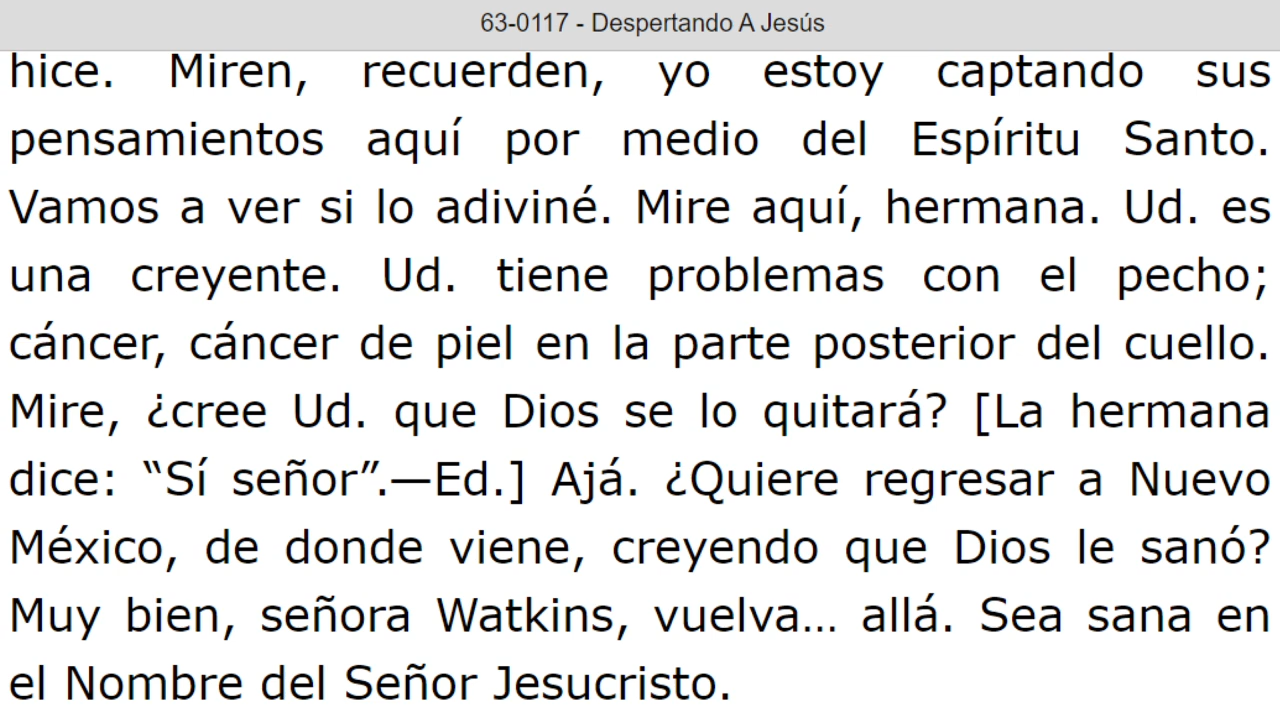 63-0117 - Despertando A Jesús
hice. Miren, recuerden, yo estoy captando sus
pensamientos aquí por medio del Espíritu Santo.
Vamos a ver si lo adiviné. Mire aquí, hermana. Ud. es
una creyente. Ud. tiene problemas con el pecho;
cáncer, cáncer de piel en la parte posterior del cuello.
Mire, ¿cree Ud. que Dios se lo quitará? [La hermana
dice: “Sí señor”.—Ed.] Ajá. ¿Quiere regresar a Nuevo
México, de donde viene, creyendo que Dios le sanó?
Muy bien, señora Watkins, vuelva... allá. Sea sana en
el Nombre del Señor Jesucristo.